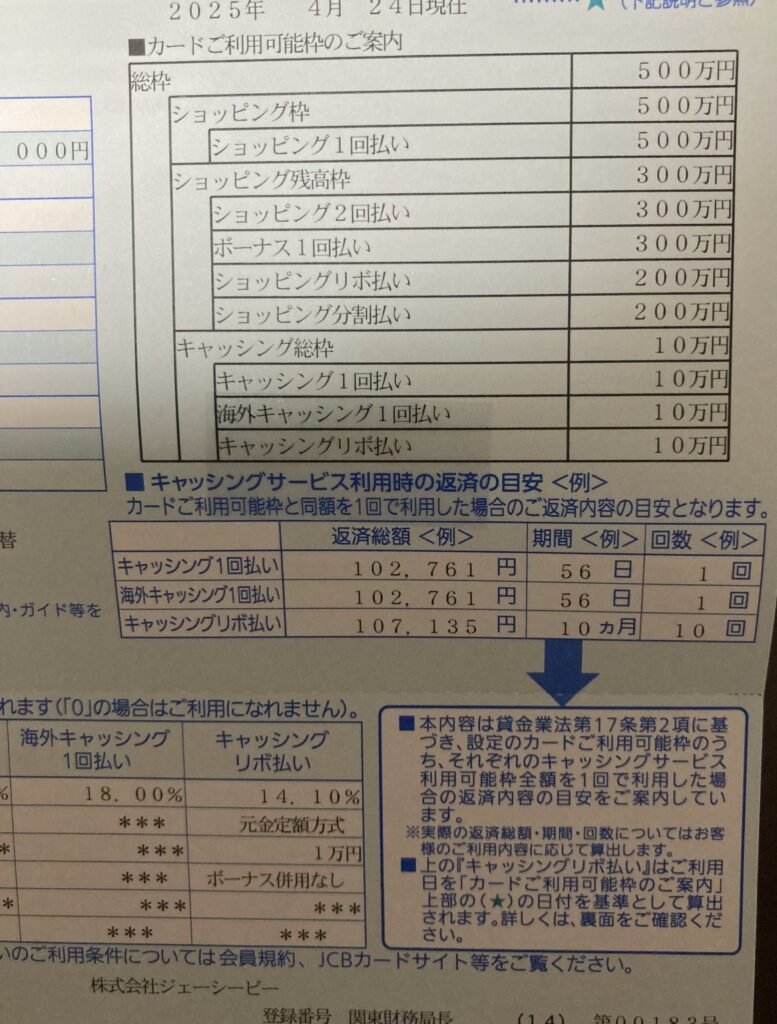 2025年 4月 24日現在
★(下記説明ご参照)
■カードご利用可能枠のご案内
総枠 500万円
ショッピング枠 500万円
ショッピング1回払い 500万円
ショッピング残高枠 300万円
ショッピング2回払い 300万円
ボーナス1回払い 300万円
ショッピングリボ払い 200万円
ショッピング分割払い 200万円
キャッシング総枠 10万円
キャッシング1回払い 10万円
海外キャッシング1回払い 10万円
キャッシングリボ払い 10万円
000円
■キャッシングサービス利用時の返済の目安<例>
カードご利用可能枠と同額を1回で利用した場合のご返済内容の目安となります。
返済総額<例> 期間<例> 回数<例>
キャッシング1回払い 102,761 円 56 日 1 回
海外キャッシング1回払い 102,761 円 56 日 1 回
キャッシングリボ払い 107,135 円 10ヵ月 10 回
替
内・ガイド等を
れます(「0」の場合はご利用になれません)。
海外キャッシング
1回払い
キャッシング
リボ払い
% 18.00% 14.10%
*** 元金定額方式
* *** 1万円
*** ボーナス併用なし
* *** ***
*** ***
いのご利用条件については会員規約、JCBカードサイト等をご覧ください。
株式会社ジェーシービー
登録番号 関東財務局長 (14) 第00183号
■本内容は貸金業法第17条第2項に基
づき、設定のカードご利用可能枠のう
ち、それぞれのキャッシングサービス
利用可能枠全額を1回で利用した場
合の返済内容の目安をご案内してい
ます。
※実際の返済総額・期間・回数についてはお客
様のご利用内容に応じて算出します。
■上の『キャッシングリボ払い』はご利用
日を「カードご利用可能枠のご案内」
上部の(★)の日付を基準として算出
されます。詳しくは、裏面をご確認くだ
さい。